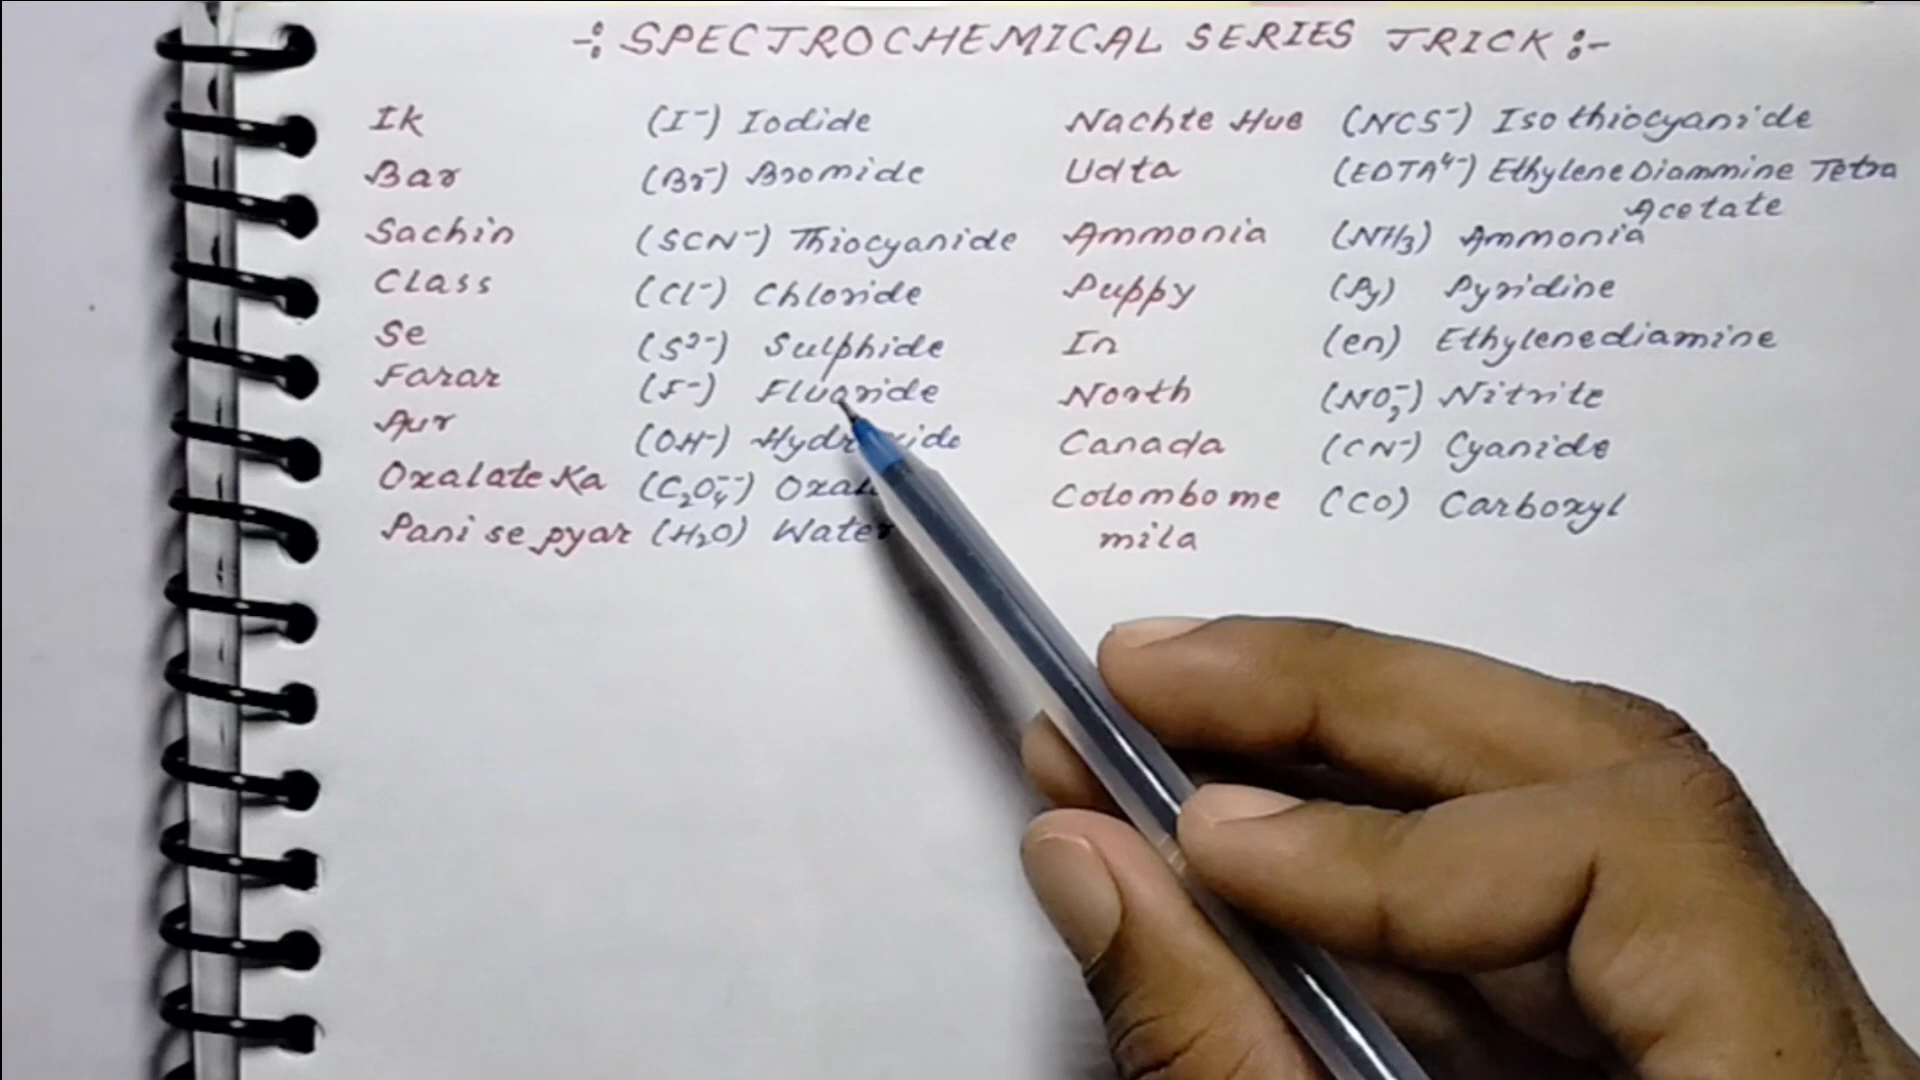 -: SPECTROCHEMICAL SERIES TRICK :-
Ik (I⁻) Iodide
Bar (Br⁻) Bromide
Sachin (SCN⁻) Thiocyanide
Class (Cl⁻) Chloride
Se (S²⁻) Sulphide
Farar (F⁻) Fluoride
Aur (OH⁻)
Oxalate Ka (C₂O₄⁻⁻)
Pani se pyar (H₂O) Water
Nachte Hue (NCS⁻) Isothiocyanide
Udta (EDTA⁴⁻) Ethylene Diammine Tetra
Acetate
Ammonia (NH₃) Ammonia
Puppy (Py) Pyridine
In (en) Ethylenediamine
North (NO₂⁻) Nitrite
Canada (CN⁻) Cyanide
Colombo me (CO) Carboxyl
mila